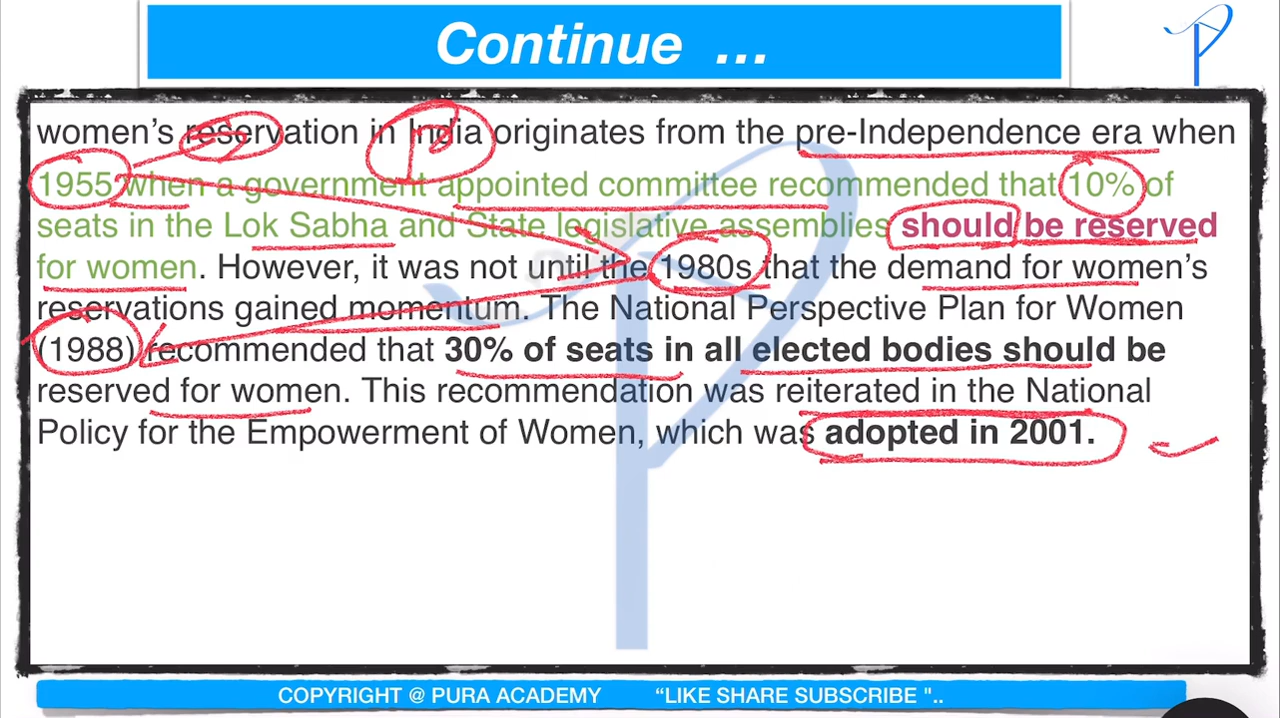 Continue ...
women's reservation in India originates from the pre-Independence era when
1955 when a government appointed committee recommended that 10% of
seats in the Lok Sabha and State legislative assemblies should be reserved
for women. However, it was not until the 1980s that the demand for women's
reservations gained momentum. The National Perspective Plan for Women
(1988) recommended that 30% of seats in all elected bodies should be
reserved for women. This recommendation was reiterated in the National
Policy for the Empowerment of Women, which was adopted in 2001.
COPYRIGHT @ PURA ACADEMY “LIKE SHARE SUBSCRIBE "..